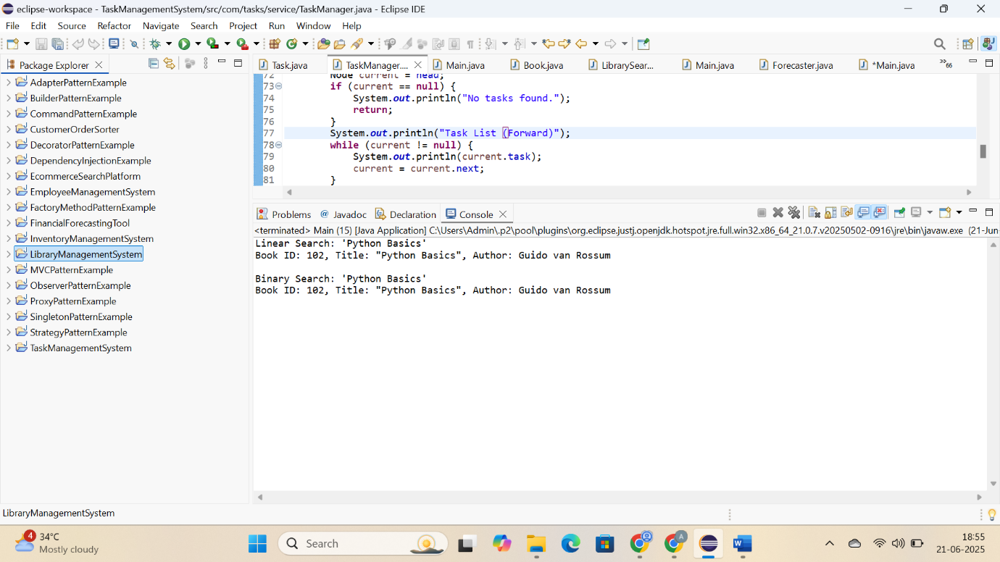 eclipse-workspace - TaskManagementSystem/src/com/tasks/service/TaskManager.java - Eclipse IDE
File Edit Source Refactor Navigate Search Project Run Window Help
Package Explorer
AdapterPatternExample
BuilderPatternExample
CommandPatternExample
CustomerOrderSorter
DecoratorPatternExample
DependencyInjectionExample
EcommerceSearchPlatform
EmployeeManagementSystem
FactoryMethodPatternExample
FinancialForecastingTool
InventoryManagementSystem
LibraryManagementSystem
MVCPatternExample
ObserverPatternExample
ProxyPatternExample
SingletonPatternExample
StrategyPatternExample
TaskManagementSystem
Task.java TaskManager.... Main.java Book.java LibrarySear... Main.java Forecaster.java *Main.java »66
72 Node current = head;
73 if (current == null) {
74 System.out.println("No tasks found.");
75 return;
76 }
77 System.out.println("Task List (Forward)");
78 while (current != null) {
79 System.out.println(current.task);
80 current = current.next;
81 }
Problems @ Javadoc Declaration Console
<terminated> Main (15) [Java Application] C:\Users\Admin\.p2\pool\plugins\org.eclipse.justj.openjdk.hotspot.jre.full.win32.x86_64_21.0.7.v20250502-0916\jre\bin\javaw.exe (21-Jun-
Linear Search: 'Python Basics'
Book ID: 102, Title: "Python Basics", Author: Guido van Rossum
Binary Search: 'Python Basics'
Book ID: 102, Title: "Python Basics", Author: Guido van Rossum
LibraryManagementSystem
4
34°C
Mostly cloudy
Search
A
W
18:55
21-06-2025